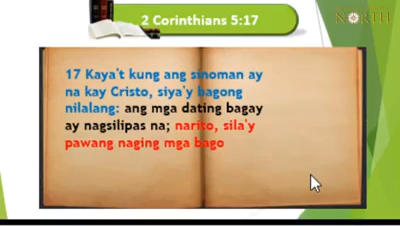 2 Corinthians 5:17
NORTH
17 Kaya't kung ang sinoman ay
na kay Cristo, siya'y bagong
nilalang: ang mga dating bagay
ay nagsilipas na; narito, sila'y
pawang naging mga bago